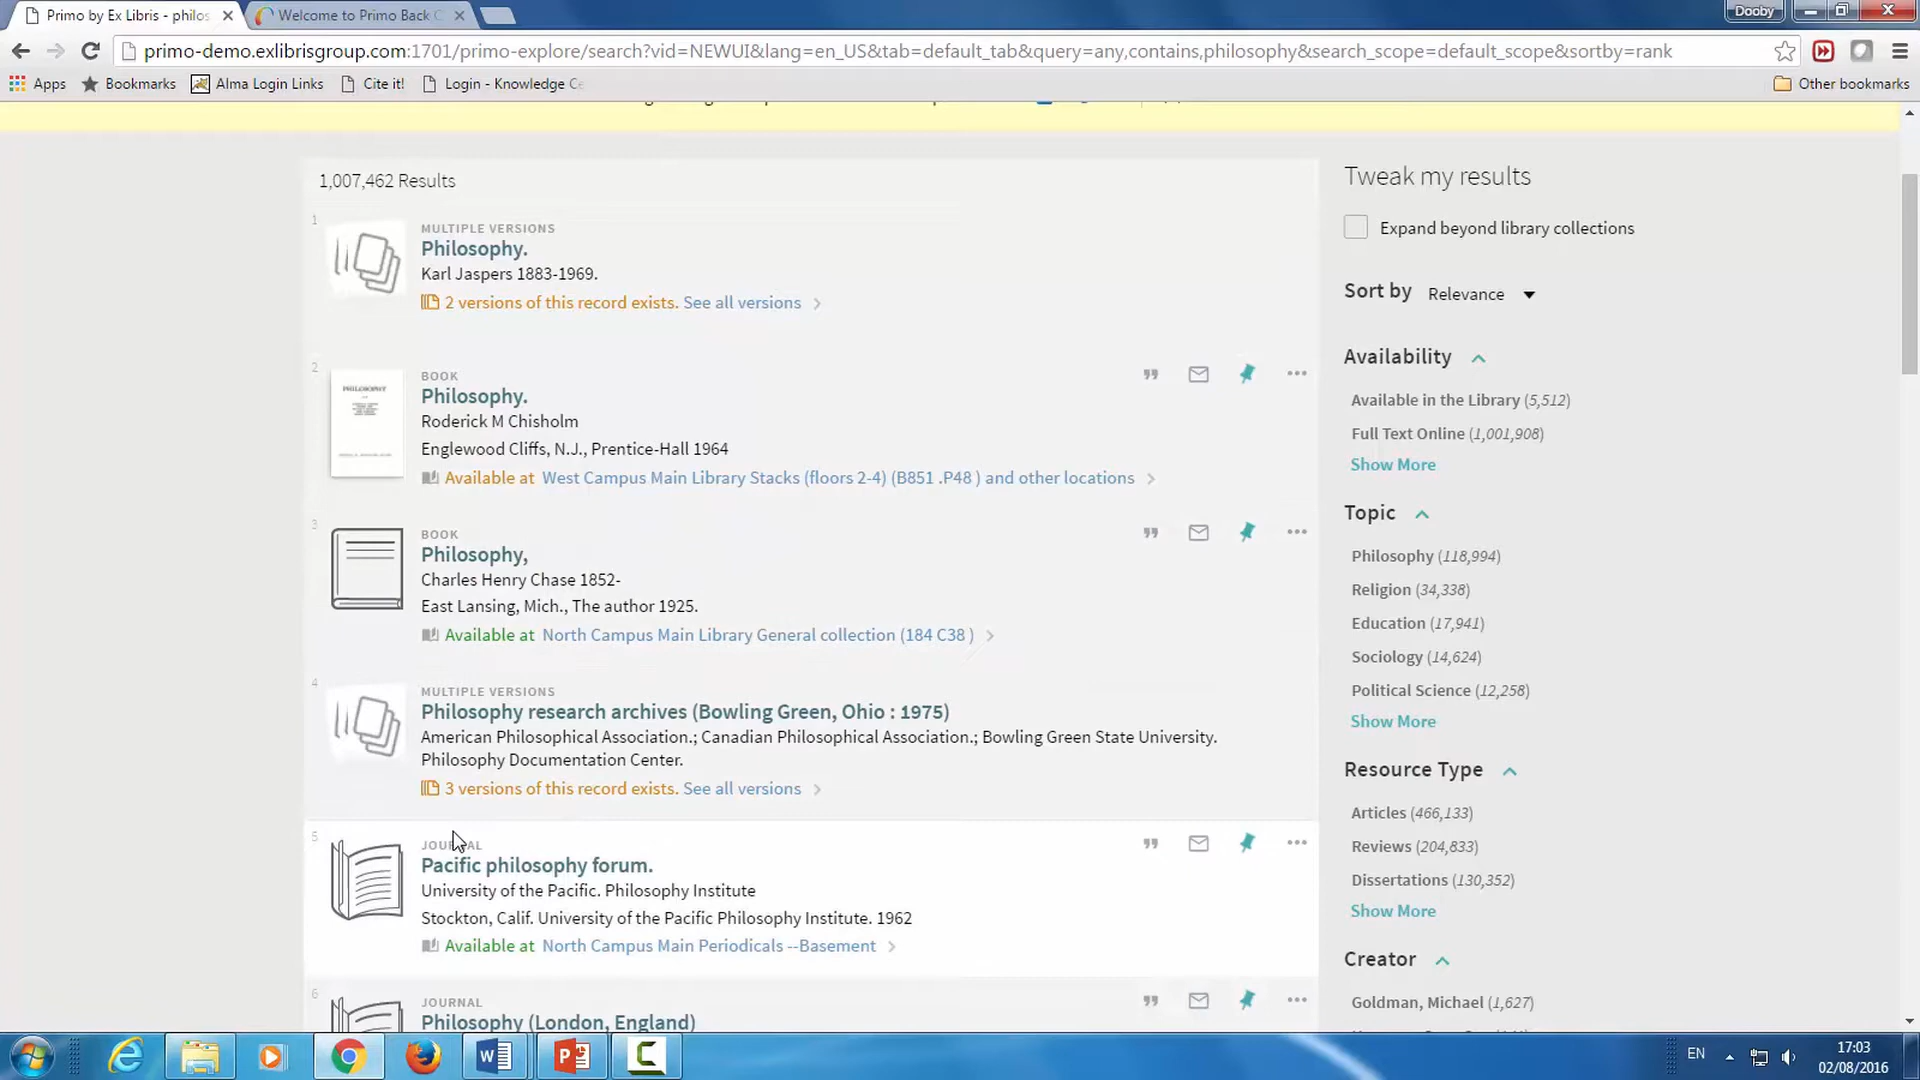 Primo by Ex Libris - philos
Welcome to Primo Back
Dooby
primo-demo.exlibrisgroup.com:1701/primo-explore/search?vid=NEWUI&lang=en_US&tab=default_tab&query=any,contains,philosophy&search_scope=default_scope&sortby=rank
Apps
Bookmarks
Alma Login Links
Cite it!
Login - Knowledge Ce
Other bookmarks
1,007,462 Results
1
MULTIPLE VERSIONS
Philosophy.
Karl Jaspers 1883-1969.
2 versions of this record exists. See all versions
2
PHILOSOPHY
BOOK
Philosophy.
Roderick M Chisholm
Englewood Cliffs, N.J., Prentice-Hall 1964
Available at West Campus Main Library Stacks (floors 2-4) (B851 .P48 ) and other locations
3
BOOK
Philosophy,
Charles Henry Chase 1852-
East Lansing, Mich., The author 1925.
Available at North Campus Main Library General collection (184 C38 )
4
MULTIPLE VERSIONS
Philosophy research archives (Bowling Green, Ohio : 1975)
American Philosophical Association.; Canadian Philosophical Association.; Bowling Green State University.
Philosophy Documentation Center.
3 versions of this record exists. See all versions
5
JOURNAL
Pacific philosophy forum.
University of the Pacific. Philosophy Institute
Stockton, Calif. University of the Pacific Philosophy Institute. 1962
Available at North Campus Main Periodicals --Basement
6
JOURNAL
Philosophy (London, England)
Tweak my results
Expand beyond library collections
Sort by Relevance
Availability
Available in the Library (5,512)
Full Text Online (1,001,908)
Show More
Topic
Philosophy (118,994)
Religion (34,338)
Education (17,941)
Sociology (14,624)
Political Science (12,258)
Show More
Resource Type
Articles (466,133)
Reviews (204,833)
Dissertations (130,352)
Show More
Creator
Goldman, Michael (1,627)
EN
17:03
02/08/2016